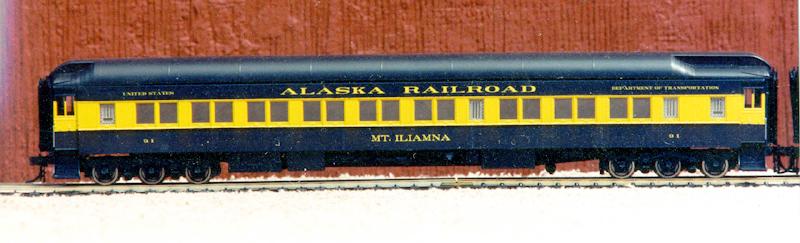 UNITED STATES ALASKA RAILROAD DEPARTMENT OF TRANSPORTATION
91 MT. ILIAMNA 91